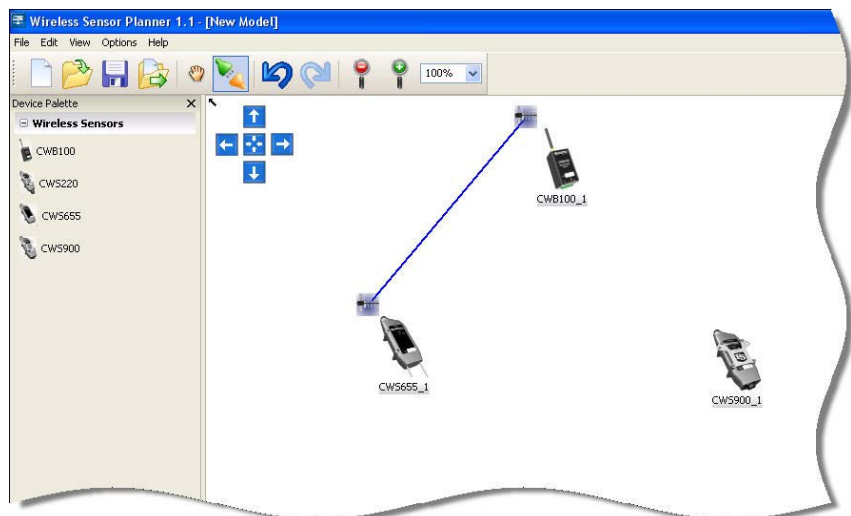 Wireless Sensor Planner 1.1 - [New Model]
File Edit View Options Help
100%
Device Palette X
Wireless Sensors
CWB100
CWS220
CWS655
CWS900
CWB100_1
CWS655_1
CWS900_1